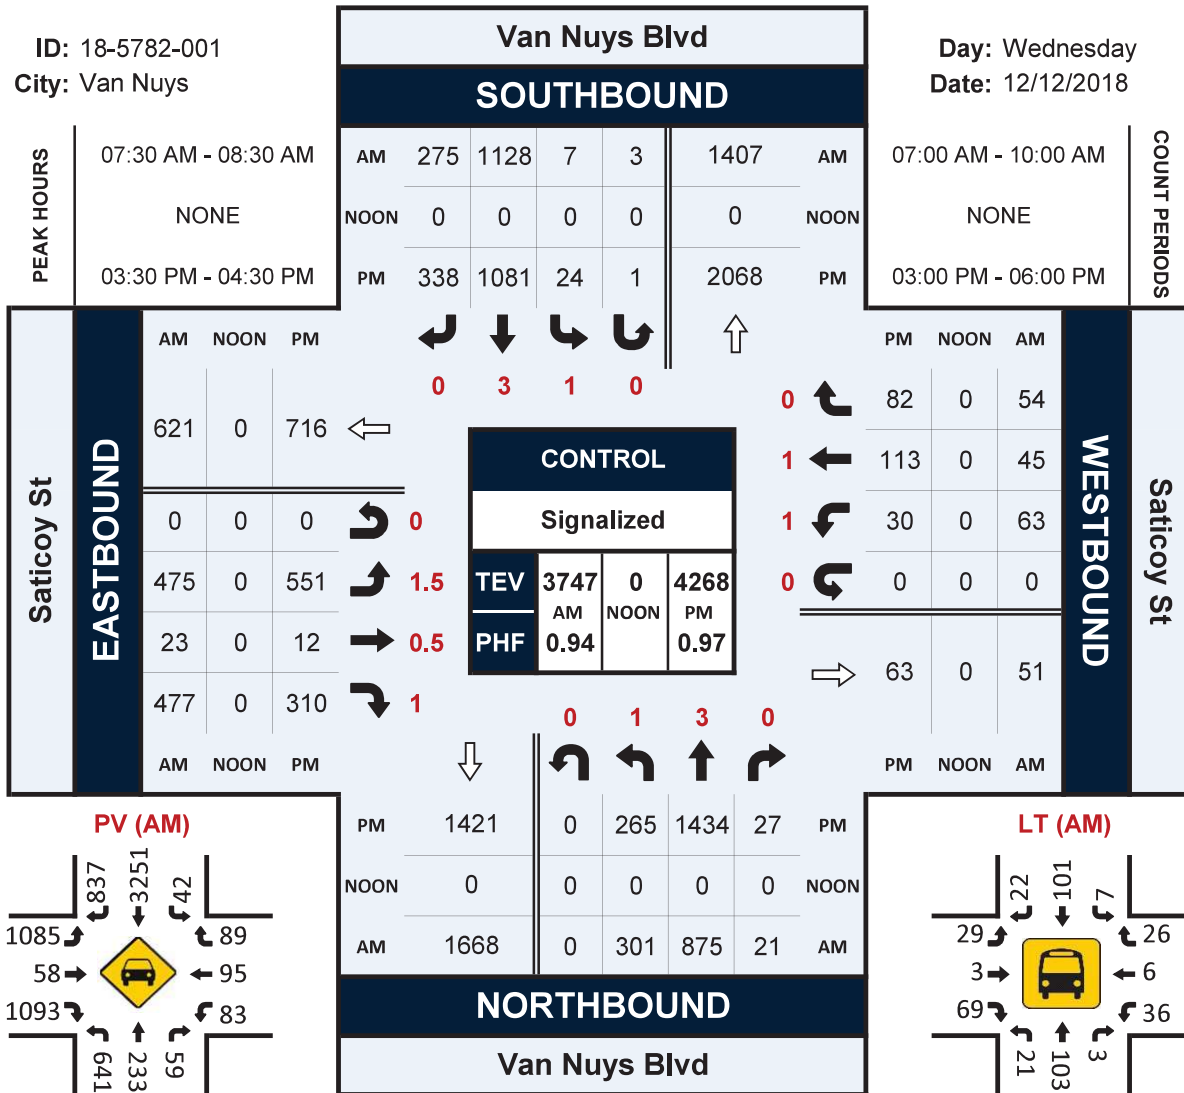 ID: 18-5782-001
City: Van Nuys
Van Nuys Blvd
Day: Wednesday
Date: 12/12/2018
SOUTHBOUND
PEAK HOURS
07:30 AM - 08:30 AM
NONE
03:30 PM - 04:30 PM
AM 275 1128 7 3 1407 AM
NOON 0 0 0 0 0 NOON
PM 338 1081 24 1 2068 PM
07:00 AM - 10:00 AM
NONE
03:00 PM - 06:00 PM
COUNT PERIODS
0 3 1 0
Saticoy St
EASTBOUND
AM NOON PM
621 0 716
0 0 0 0
475 0 551 1.5
23 0 12 0.5
477 0 310 1
AM NOON PM
CONTROL
Signalized
TEV 3747 0 4268
AM NOON PM
PHF 0.94 0.97
PM NOON AM
0 82 0 54
1 113 0 45
1 30 0 63
0 0 0 0
63 0 51
PM NOON AM
WESTBOUND
Saticoy St
0 1 3 0
PM 1421 0 265 1434 27 PM
NOON 0 0 0 0 0 NOON
AM 1668 0 301 875 21 AM
NORTHBOUND
Van Nuys Blvd
PV (AM)
837 3251 42
1085 89
58 95
1093 83
641 233 59
LT (AM)
22 101 7
29 26
3 6
69 36
21 103 3